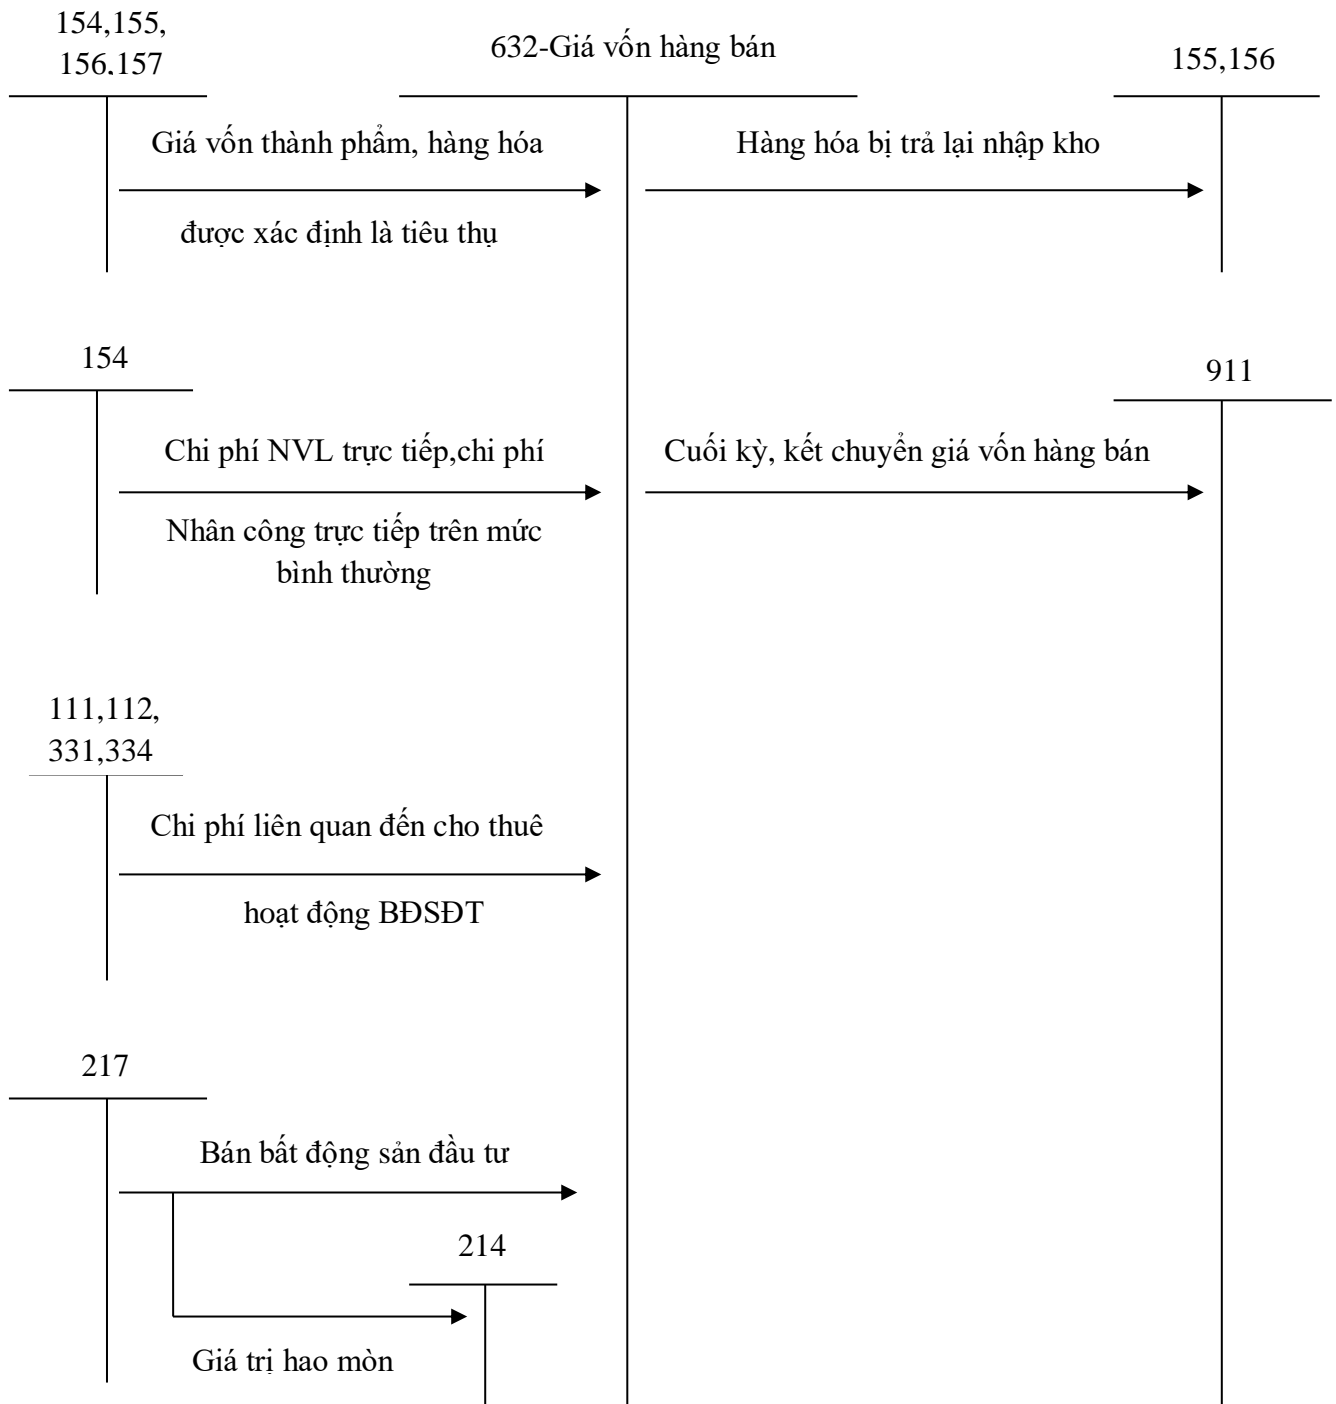 154,155,
156,157
632-Giá vốn hàng bán
155,156
Giá vốn thành phẩm, hàng hóa
Hàng hóa bị trả lại nhập kho
được xác định là tiêu thụ
154
911
Chi phí NVL trực tiếp,chi phí
Cuối kỳ, kết chuyển giá vốn hàng bán
Nhân công trực tiếp trên mức
bình thường
111,112,
331,334
Chi phí liên quan đến cho thuê
hoạt động BĐSĐT
217
Bán bất động sản đầu tư
214
Giá trị hao mòn